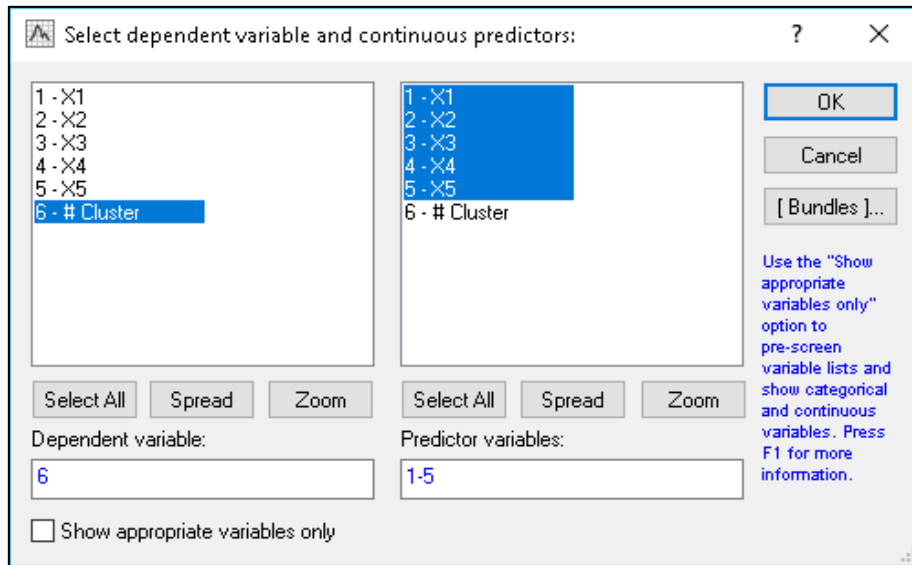 Select dependent variable and continuous predictors:
?
1 - X1
2 - X2
3 - X3
4 - X4
5 - X5
6 - # Cluster
1 - X1
2 - X2
3 - X3
4 - X4
5 - X5
6 - # Cluster
OK
Cancel
[ Bundles ]...
Use the "Show
appropriate
variables only"
option to
pre-screen
variable lists and
show categorical
and continuous
variables. Press
F1 for more
information.
Select All Spread Zoom
Select All Spread Zoom
Dependent variable:
6
Predictor variables:
1-5
Show appropriate variables only